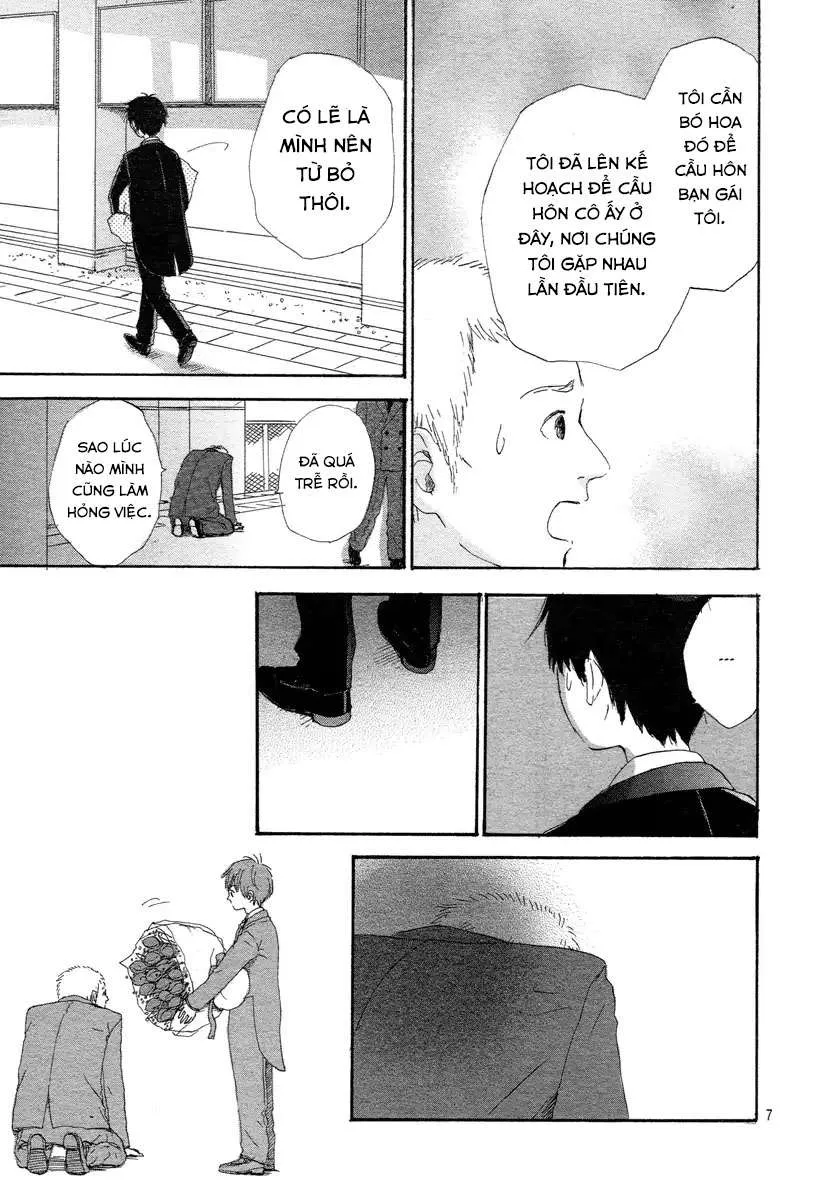 TÔI CẦN
BÓ HOA
ĐÓ ĐỂ
CẦU HÔN
BẠN GÁI
TÔI.
TÔI ĐÃ LÊN KẾ
HOẠCH ĐỂ CẦU
HÔN CÔ ẤY Ở
ĐÂY, NƠI CHÚNG
TÔI GẶP NHAU
LẦN ĐẦU TIÊN.
CÓ LẼ LÀ
MÌNH NÊN
TỪ BỎ
THÔI.
ĐÃ QUÁ
TRỄ RỒI.
SAO LÚC
NÀO MÌNH
CŨNG LÀM
HỎNG VIỆC.
---
7